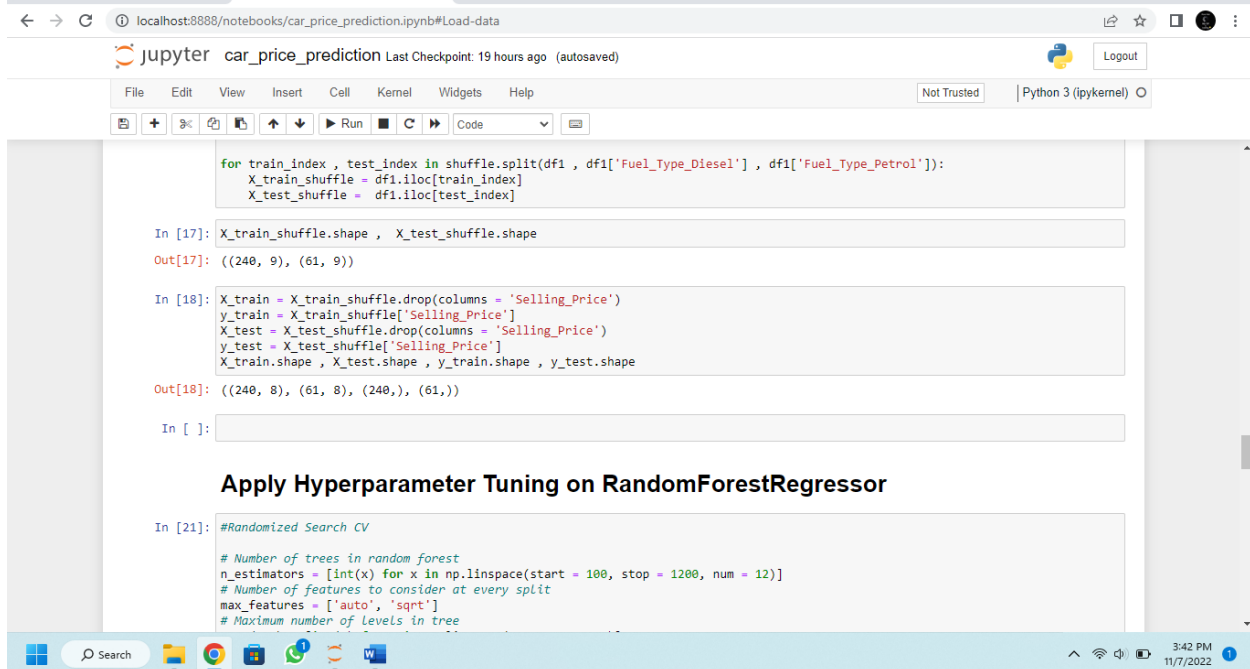 localhost:8888/notebooks/car_price_prediction.ipynb#Load-data
jupyter car_price_prediction Last Checkpoint: 19 hours ago (autosaved)
Logout
File Edit View Insert Cell Kernel Widgets Help
Not Trusted
Python 3 (ipykernel)
Run
Code
for train_index , test_index in shuffle.split(df1 , df1['Fuel_Type_Diesel'] , df1['Fuel_Type_Petrol']):
X_train_shuffle = df1.iloc[train_index]
X_test_shuffle = df1.iloc[test_index]
In [17]: X_train_shuffle.shape , X_test_shuffle.shape
Out[17]: ((240, 9), (61, 9))
In [18]: X_train = X_train_shuffle.drop(columns = 'Selling_Price')
y_train = X_train_shuffle['Selling_Price']
X_test = X_test_shuffle.drop(columns = 'Selling_Price')
y_test = X_test_shuffle['Selling_Price']
X_train.shape , X_test.shape , y_train.shape , y_test.shape
Out[18]: ((240, 8), (61, 8), (240,), (61,))
In [ ]:
Apply Hyperparameter Tuning on RandomForestRegressor
In [21]: #Randomized Search CV
# Number of trees in random forest
n_estimators = [int(x) for x in np.linspace(start = 100, stop = 1200, num = 12)]
# Number of features to consider at every split
max_features = ['auto', 'sqrt']
# Maximum number of levels in tree
Search
1
3:42 PM
11/7/2022
1